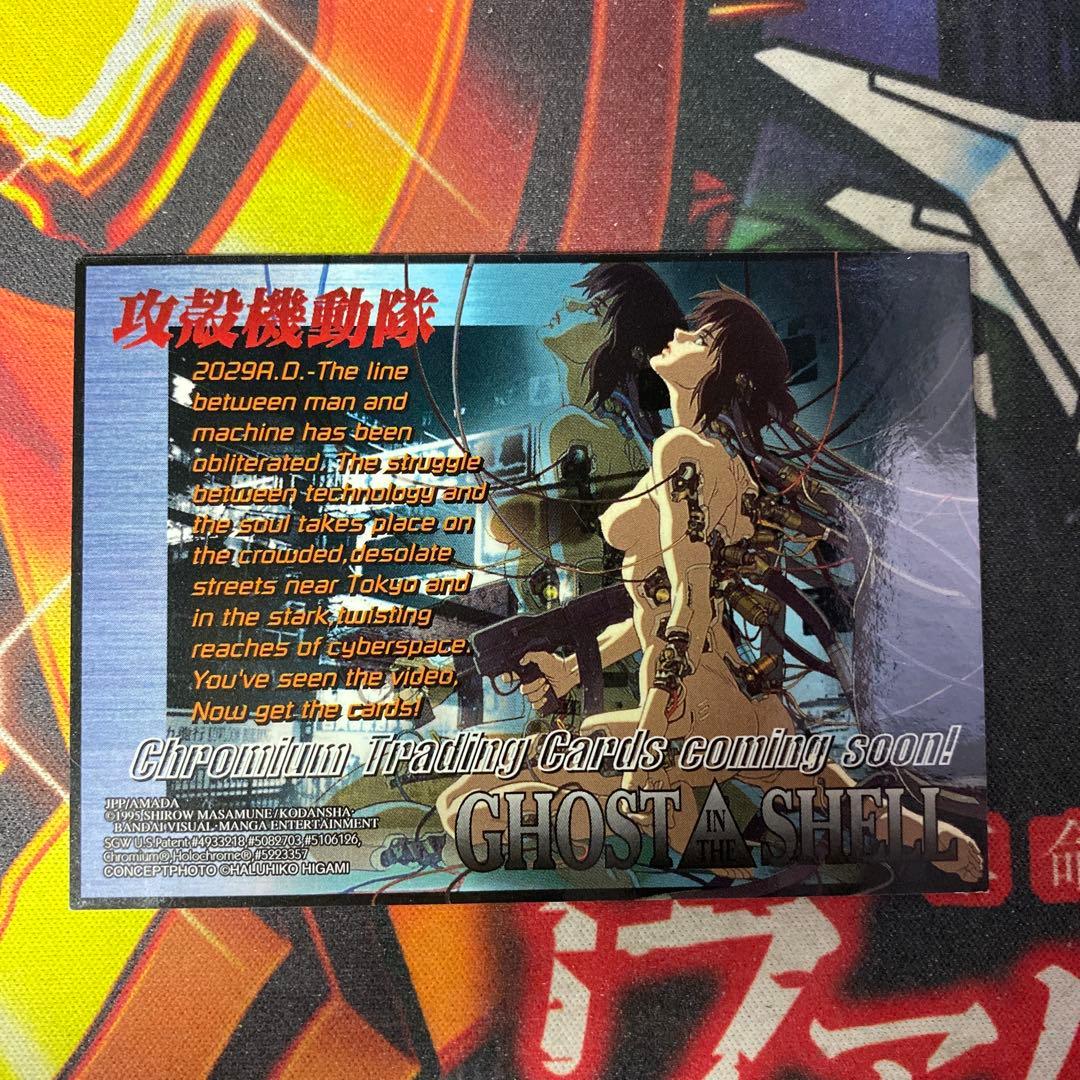 攻殻機動隊
2029A.D.-The line
between man and
machine has been
obliterated. The struggle
between technology and
the soul takes place on
the crowded,desolate
streets near Tokyo and
in the stark,twisting
reaches of cyberspace.
You've seen the video,
Now get the cards!
Chromium Trading Cards coming soon!
JPP/AMADA
©1995,SHIROW MASAMUNE/KODANSHA·
BANDAI VISUAL·MANGA ENTERTAINMENT
SGW U.S.Patent #4933218,#5082703,#5106126,
Chromium®,Holochrome® #5223357
CONCEPTPHOTO ©HALUHIKO HIGAMI
GHOST IN THE SHELL
命